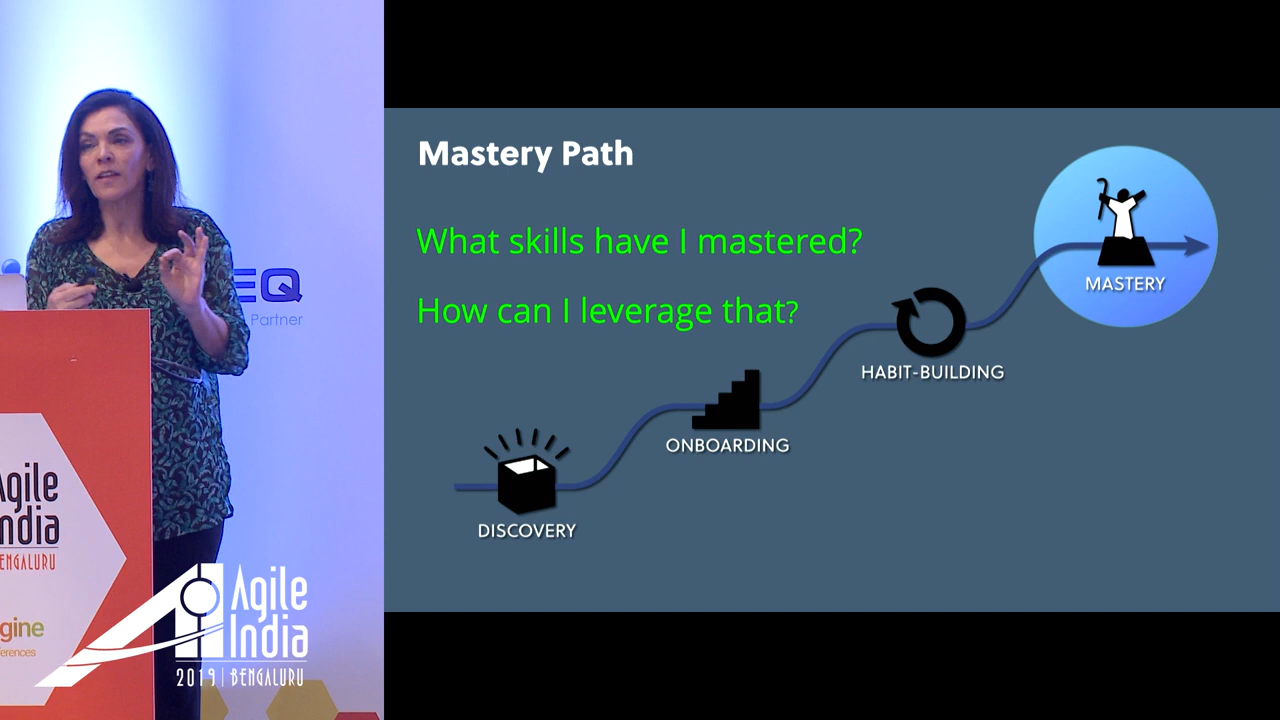 EQ
Partner
Agile
India
BENGALURU
gine
ferences
Agile
India
2019 | BENGALURU
Mastery Path
What skills have I mastered?
How can I leverage that?
MASTERY
HABIT-BUILDING
ONBOARDING
DISCOVERY